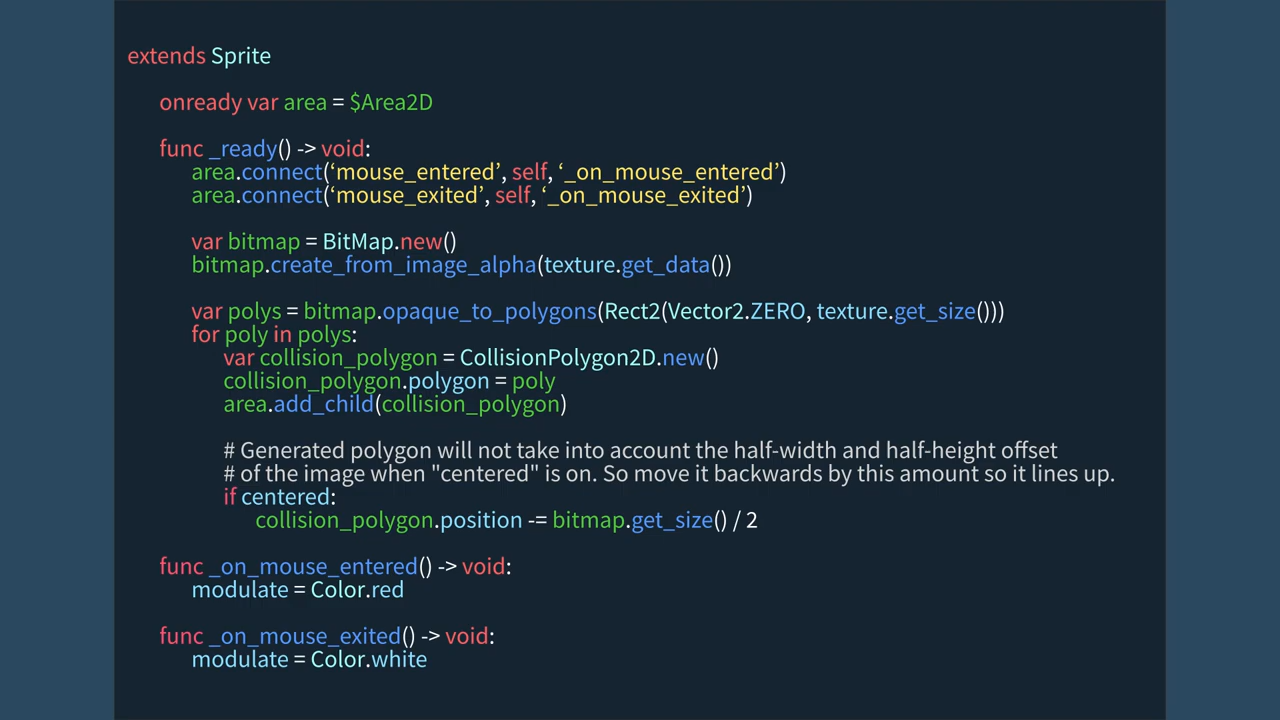 extends Sprite
onready var area = $Area2D
func _ready() -> void:
area.connect(‘mouse_entered’, self, ‘_on_mouse_entered’)
area.connect(‘mouse_exited’, self, ‘_on_mouse_exited’)
var bitmap = BitMap.new()
bitmap.create_from_image_alpha(texture.get_data())
var polys = bitmap.opaque_to_polygons(Rect2(Vector2.ZERO, texture.get_size()))
for poly in polys:
var collision_polygon = CollisionPolygon2D.new()
collision_polygon.polygon = poly
area.add_child(collision_polygon)
# Generated polygon will not take into account the half-width and half-height offset
# of the image when "centered" is on. So move it backwards by this amount so it lines up.
if centered:
collision_polygon.position -= bitmap.get_size() / 2
func _on_mouse_entered() -> void:
modulate = Color.red
func _on_mouse_exited() -> void:
modulate = Color.white